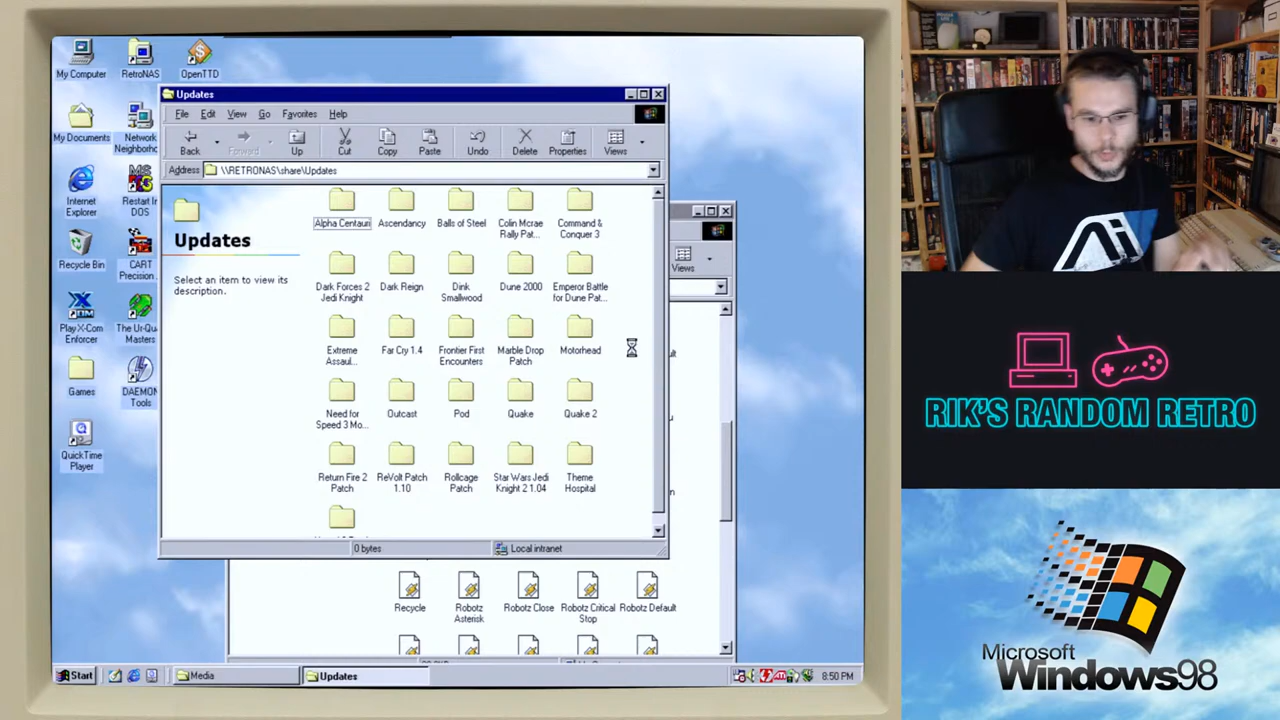 My Computer
RetroNAS
OpenTTD
My Documents
Network
Neighborho
Internet
Explorer
Restart in
DOS
Recycle Bin
CART
Precision
Play X-Com
Enforcer
The Ur-Qu
Masters
Games
DAEMON
Tools
QuickTime
Player
Updates
File Edit View Go Favorites Help
Back Forward Up Cut Copy Paste Undo Delete Properties Views
Address \\RETRONAS\share\Updates
Updates
Select an item to view its
description.
Alpha Centauri
Ascendancy
Balls of Steel
Colin Mcrae
Rally Pat...
Command &
Conquer 3
Dark Forces 2
Jedi Knight
Dark Reign
Dink
Smallwood
Dune 2000
Emperor Battle
for Dune Pat...
Extreme
Assaul...
Far Cry 1.4
Frontier First
Encounters
Marble Drop
Patch
Motorhead
Need for
Speed 3 Mo...
Outcast
Pod
Quake
Quake 2
Return Fire 2
Patch
ReVolt Patch
1.10
Rollcage
Patch
Star Wars Jedi
Knight 2 1.04
Theme
Hospital
0 bytes
Local intranet
Views
Recycle
Robotz
Asterisk
Robotz Close
Robotz Critical
Stop
Robotz Default
Start
Media
Updates
8:50 PM
Ai
RIK'S RANDOM RETRO
Microsoft
Windows98